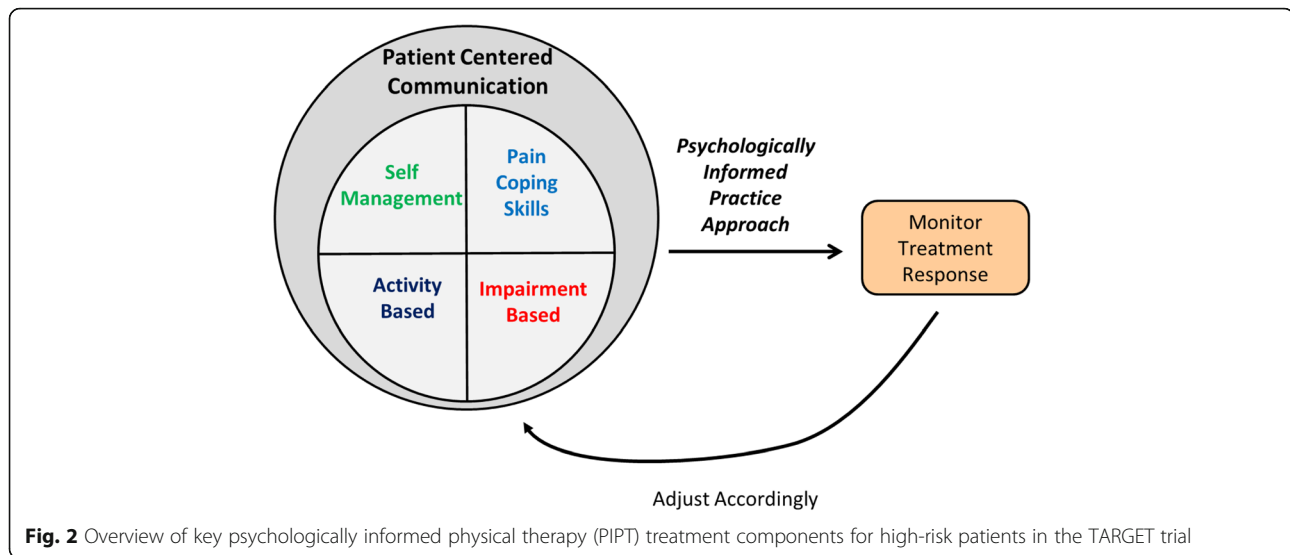 Patient Centered
Communication
Self
Management
Pain
Coping
Skills
Activity
Based
Impairment
Based
Psychologically
Informed
Practice
Approach
Monitor
Treatment
Response
Adjust Accordingly
Fig. 2 Overview of key psychologically informed physical therapy (PIPT) treatment components for high-risk patients in the TARGET trial